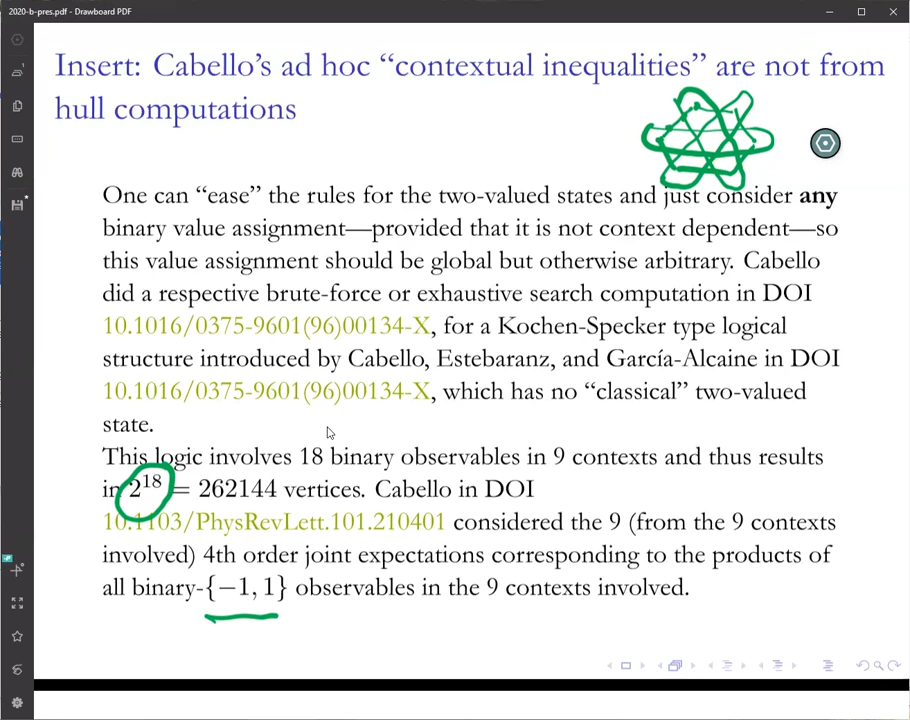 2020-b-pres.pdf - Drawboard PDF
Insert: Cabello’s ad hoc “contextual inequalities” are not from
hull computations
One can “ease” the rules for the two-valued states and just consider any
binary value assignment—provided that it is not context dependent—so
this value assignment should be global but otherwise arbitrary. Cabello
did a respective brute-force or exhaustive search computation in DOI
10.1016/0375-9601(96)00134-X, for a Kochen-Specker type logical
structure introduced by Cabello, Estebaranz, and García-Alcaine in DOI
10.1016/0375-9601(96)00134-X, which has no “classical” two-valued
state.
This logic involves 18 binary observables in 9 contexts and thus results
in 2^18 = 262144 vertices. Cabello in DOI
10.1103/PhysRevLett.101.210401 considered the 9 (from the 9 contexts
involved) 4th order joint expectations corresponding to the products of
all binary-{−1, 1} observables in the 9 contexts involved.